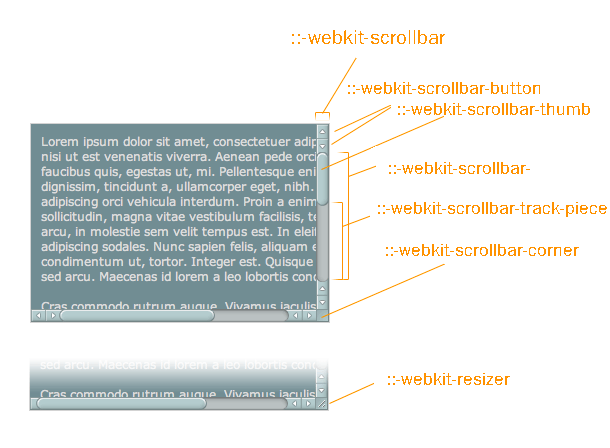 ::-webkit-scrollbar
::-webkit-scrollbar-button
::-webkit-scrollbar-thumb
::-webkit-scrollbar-
::-webkit-scrollbar-track-piece
::-webkit-scrollbar-corner
Lorem ipsum dolor sit amet, consectetuer adip
nisi ut est venenatis viverra. Aenean pede orci
faucibus quis, egestas ut, mi. Pellentesque eni
dignissim, tincidunt a, ullamcorper eget, nibh.
adipiscing orci vehicula interdum. Proin a enim
sollicitudin, magna vitae vestibulum facilisis, te
arcu, in molestie sem velit tempus est. In eleif
adipiscing sodales. Nunc sapien felis, aliquam e
condimentum ut, tortor. Integer est. Quisque
sed arcu. Maecenas id lorem a leo lobortis cond
Cras commodo rutrum augue. Vivamus iaculis
sed arcu. Maecenas id lorem a leo lobortis cond
Cras commodo rutrum augue. Vivamus iaculis
::-webkit-resizer